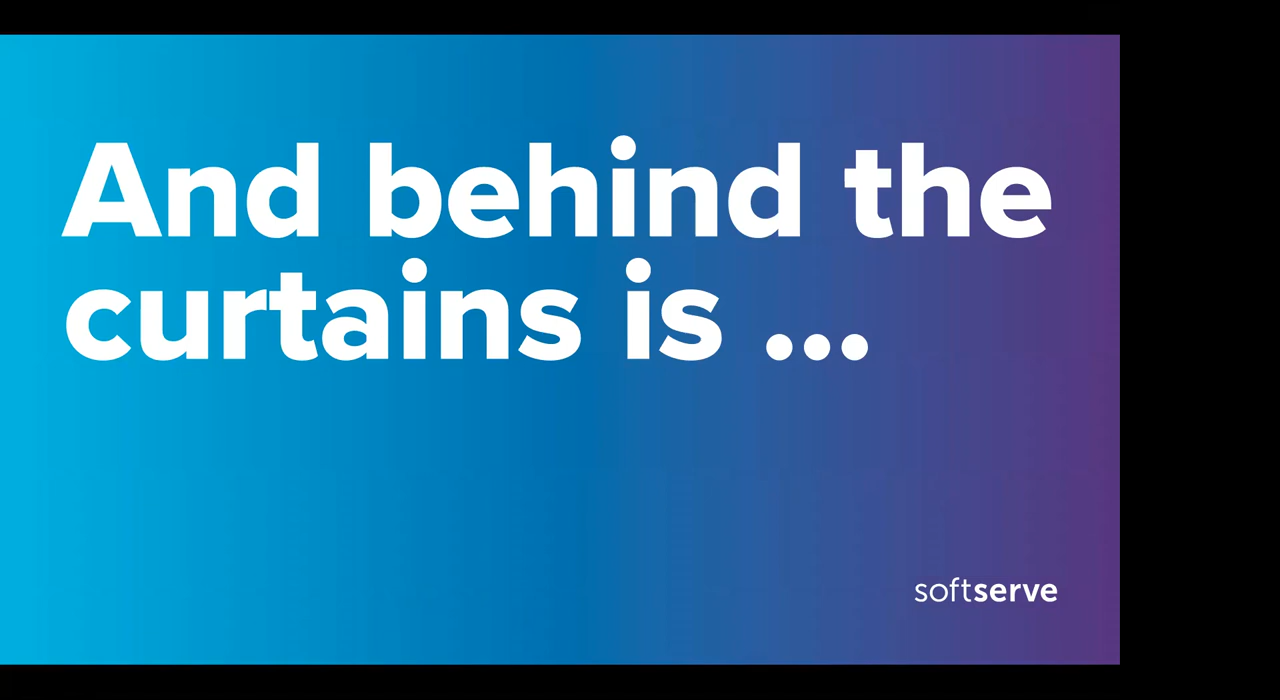 And behind the
curtains is ...
softserve